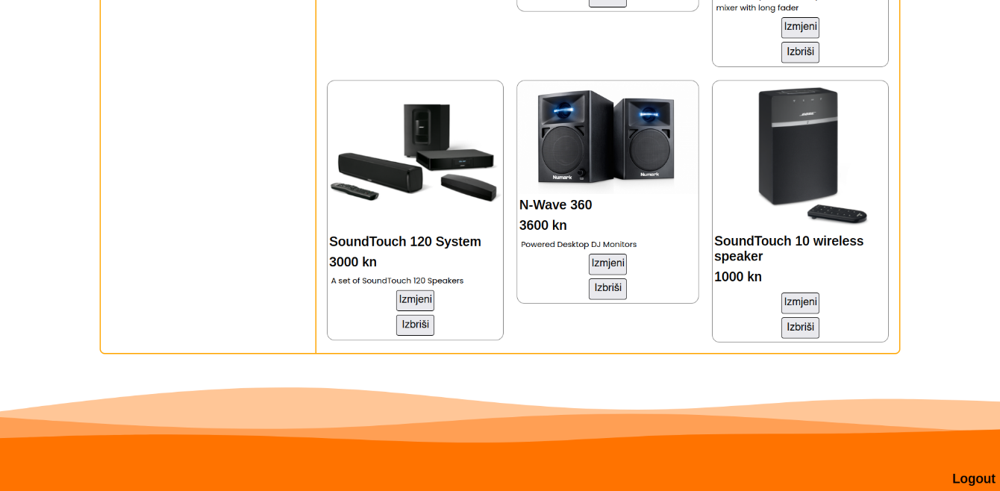 mixer with long fader
Izmjeni
Izbriši
Numark
Numark
BOSE
N-Wave 360
3600 kn
Powered Desktop DJ Monitors
Izmjeni
Izbriši
SoundTouch 120 System
3000 kn
A set of SoundTouch 120 Speakers
Izmjeni
Izbriši
SoundTouch 10 wireless
speaker
1000 kn
Izmjeni
Izbriši
Logout